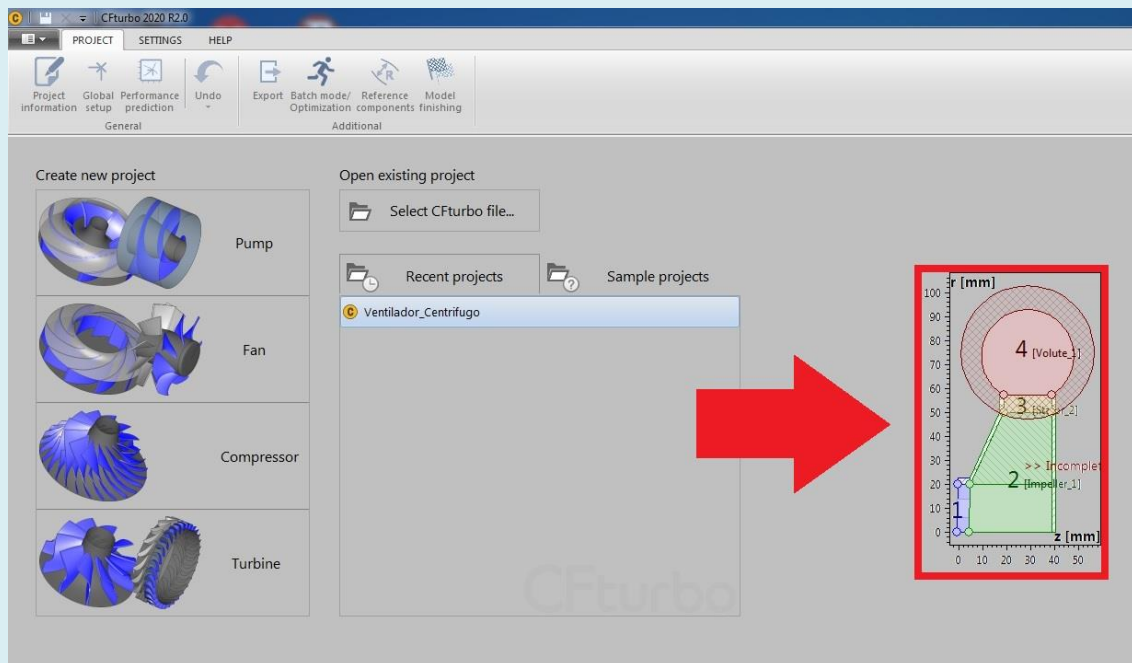 CFturbo 2020 R2.0
PROJECT SETTINGS HELP
Project information
Global setup
Performance prediction
Undo
Export
Batch mode/ Optimization
Reference components
Model finishing
General
Additional
Create new project
Open existing project
Pump
Select CFturbo file...
Recent projects
Sample projects
Ventilador_Centrifugo
Fan
Compressor
Turbine
CFturbo
r [mm]
100
90
80
70
60
50
40
30
20
10
0
4 [Volute_1]
3
>> Incomplet
2 [Impeller_1]
1
z [mm]
0 10 20 30 40 50